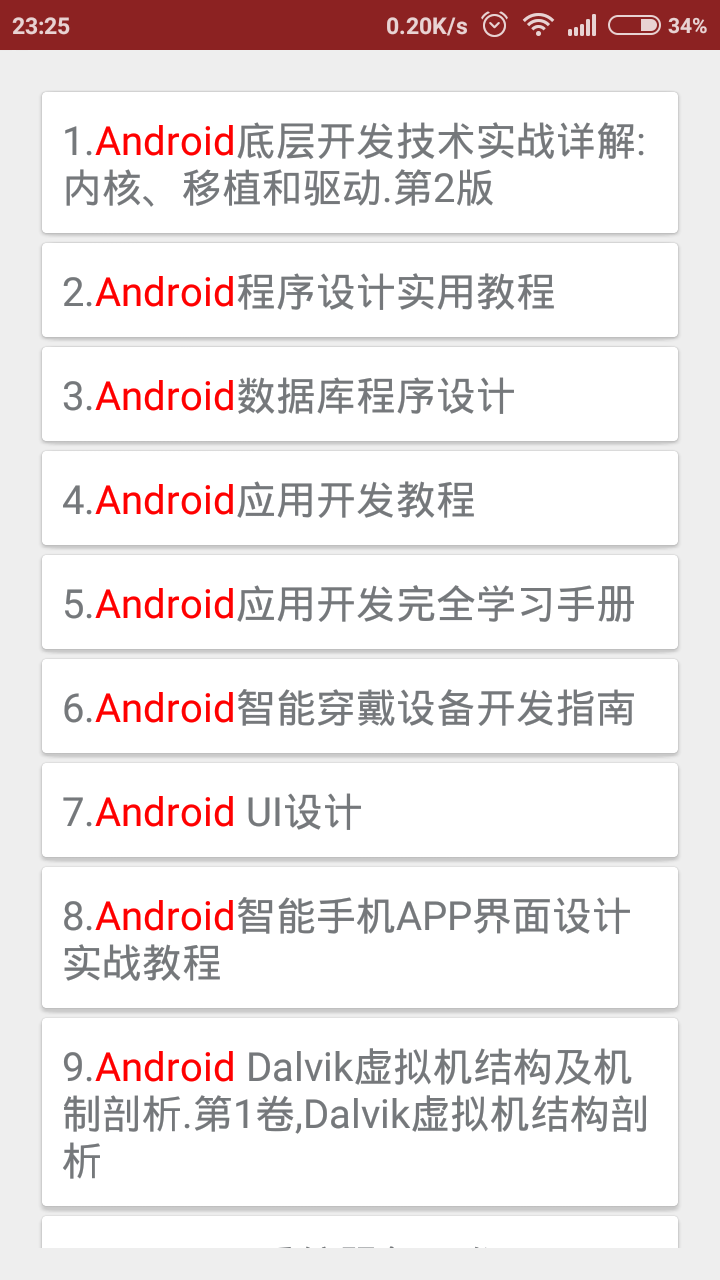 23:25
0.20K/s
34%
1.Android底层开发技术实战详解:
内核、移植和驱动.第2版
2.Android程序设计实用教程
3.Android数据库程序设计
4.Android应用开发教程
5.Android应用开发完全学习手册
6.Android智能穿戴设备开发指南
7.Android UI设计
8.Android智能手机APP界面设计
实战教程
9.Android Dalvik虚拟机结构及机
制剖析.第1卷,Dalvik虚拟机结构剖
析